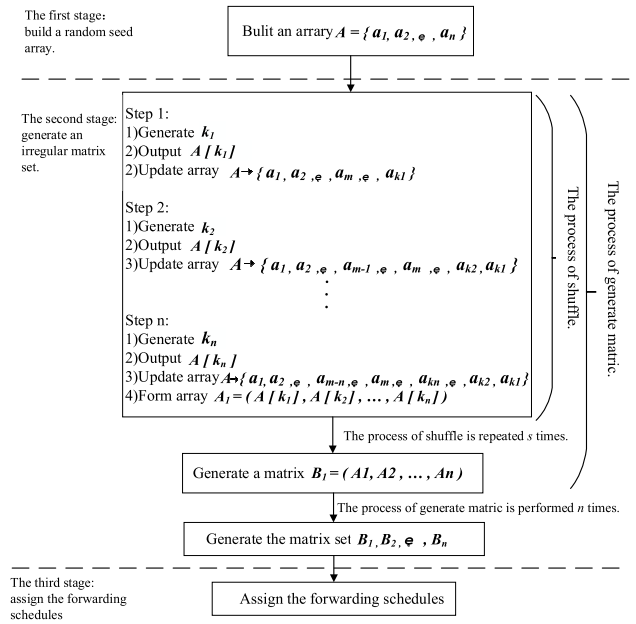 The first stage:
build a random seed
array.
Bulit an arrary A = { a1, a2 , ę , an }
The second stage:
generate an
irregular matrix
set.
Step 1:
1)Generate k1
2)Output A [ k1 ]
2)Update array A→ { a1 , a2 , ę , am , ę , ak1 }
Step 2:
1)Generate k2
2)Output A [ k2 ]
3)Update array A→ { a1 , a2 , ę , am-1 , ę , am , ę , ak2 , ak1 }
.
.
.
Step n:
1)Generate kn
2)Output A [ kn ]
3)Update array A→{ a1, a2 , ę , am-n , ę , am , ę , akn , ę , ak2 , ak1 }
4)Form array A1 = ( A [ k1 ] , A [ k2 ] , … , A [ kn ] )
The process of shuffle.
The process of generate matric.
The process of shuffle is repeated s times.
Generate a matrix B1 = ( A1, A2 , … , An )
The process of generate matric is performed n times.
Generate the matrix set B1 , B2 , ę , Bn
The third stage:
assign the forwarding
schedules
Assign the forwarding schedules